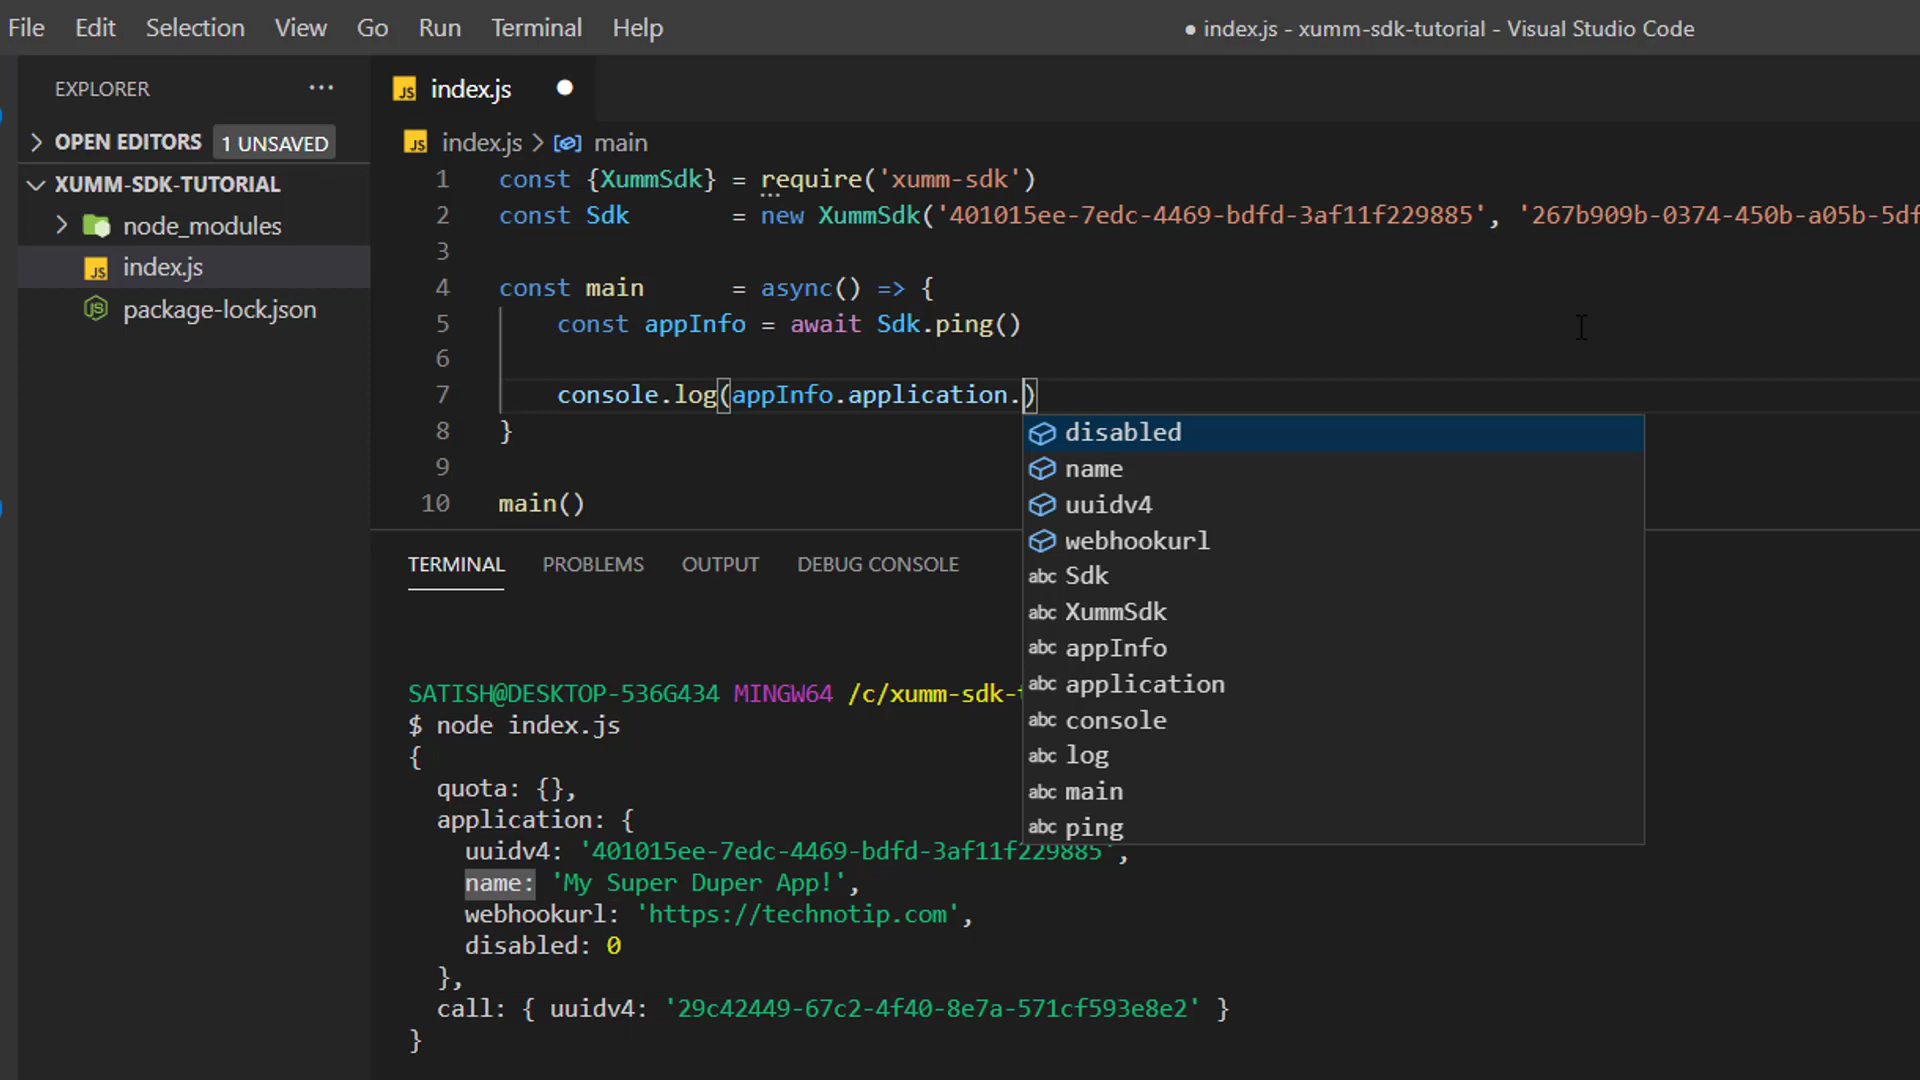 File Edit Selection View Go Run Terminal Help
● index.js - xumm-sdk-tutorial - Visual Studio Code
EXPLORER ···
OPEN EDITORS 1 UNSAVED
XUMM-SDK-TUTORIAL
node_modules
JS index.js
package-lock.json
JS index.js ●
JS index.js > main
1 const {XummSdk} = require('xumm-sdk')
2 const Sdk = new XummSdk('401015ee-7edc-4469-bdfd-3af11f229885', '267b909b-0374-450b-a05b-5df
3
4 const main = async() => {
5 const appInfo = await Sdk.ping()
6
7 console.log(appInfo.application.)
8 }
9
10 main()
disabled
name
uuidv4
webhookurl
abc Sdk
abc XummSdk
abc appInfo
abc application
abc console
abc log
abc main
abc ping
TERMINAL PROBLEMS OUTPUT DEBUG CONSOLE
SATISH@DESKTOP-536G434 MINGW64 /c/xumm-sdk-
$ node index.js
{
quota: {},
application: {
uuidv4: '401015ee-7edc-4469-bdfd-3af11f229885',
name: 'My Super Duper App!',
webhookurl: 'https://technotip.com',
disabled: 0
},
call: { uuidv4: '29c42449-67c2-4f40-8e7a-571cf593e8e2' }
}